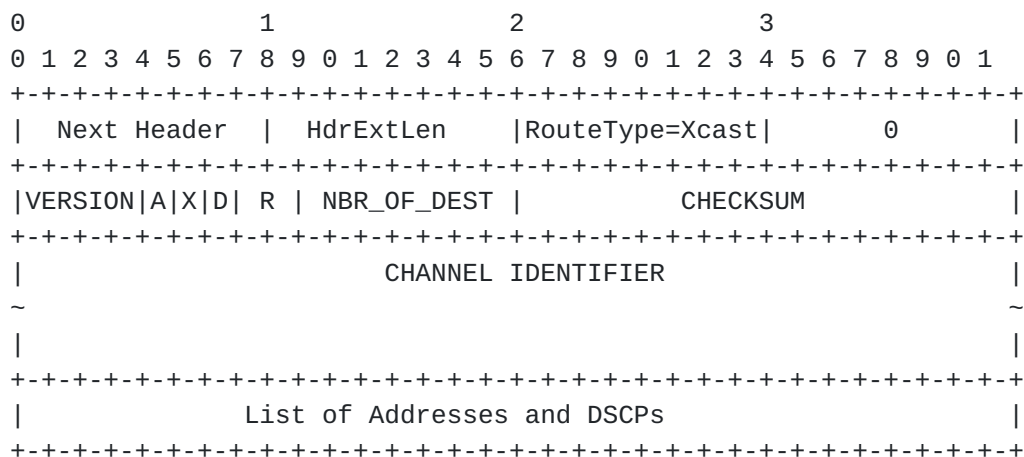 0                   1                   2                   3
0 1 2 3 4 5 6 7 8 9 0 1 2 3 4 5 6 7 8 9 0 1 2 3 4 5 6 7 8 9 0 1
+-+-+-+-+-+-+-+-+-+-+-+-+-+-+-+-+-+-+-+-+-+-+-+-+-+-+-+-+-+-+-+-+
|  Next Header  |  HdrExtLen    |RouteType=Xcast|       0       |
+-+-+-+-+-+-+-+-+-+-+-+-+-+-+-+-+-+-+-+-+-+-+-+-+-+-+-+-+-+-+-+-+
|VERSION|A|X|D| R | NBR_OF_DEST |          CHECKSUM             |
+-+-+-+-+-+-+-+-+-+-+-+-+-+-+-+-+-+-+-+-+-+-+-+-+-+-+-+-+-+-+-+-+
|                       CHANNEL IDENTIFIER                      |
~                                                               ~
|                                                               |
+-+-+-+-+-+-+-+-+-+-+-+-+-+-+-+-+-+-+-+-+-+-+-+-+-+-+-+-+-+-+-+-+
|              List of Addresses and DSCPs                      |
+-+-+-+-+-+-+-+-+-+-+-+-+-+-+-+-+-+-+-+-+-+-+-+-+-+-+-+-+-+-+-+-+